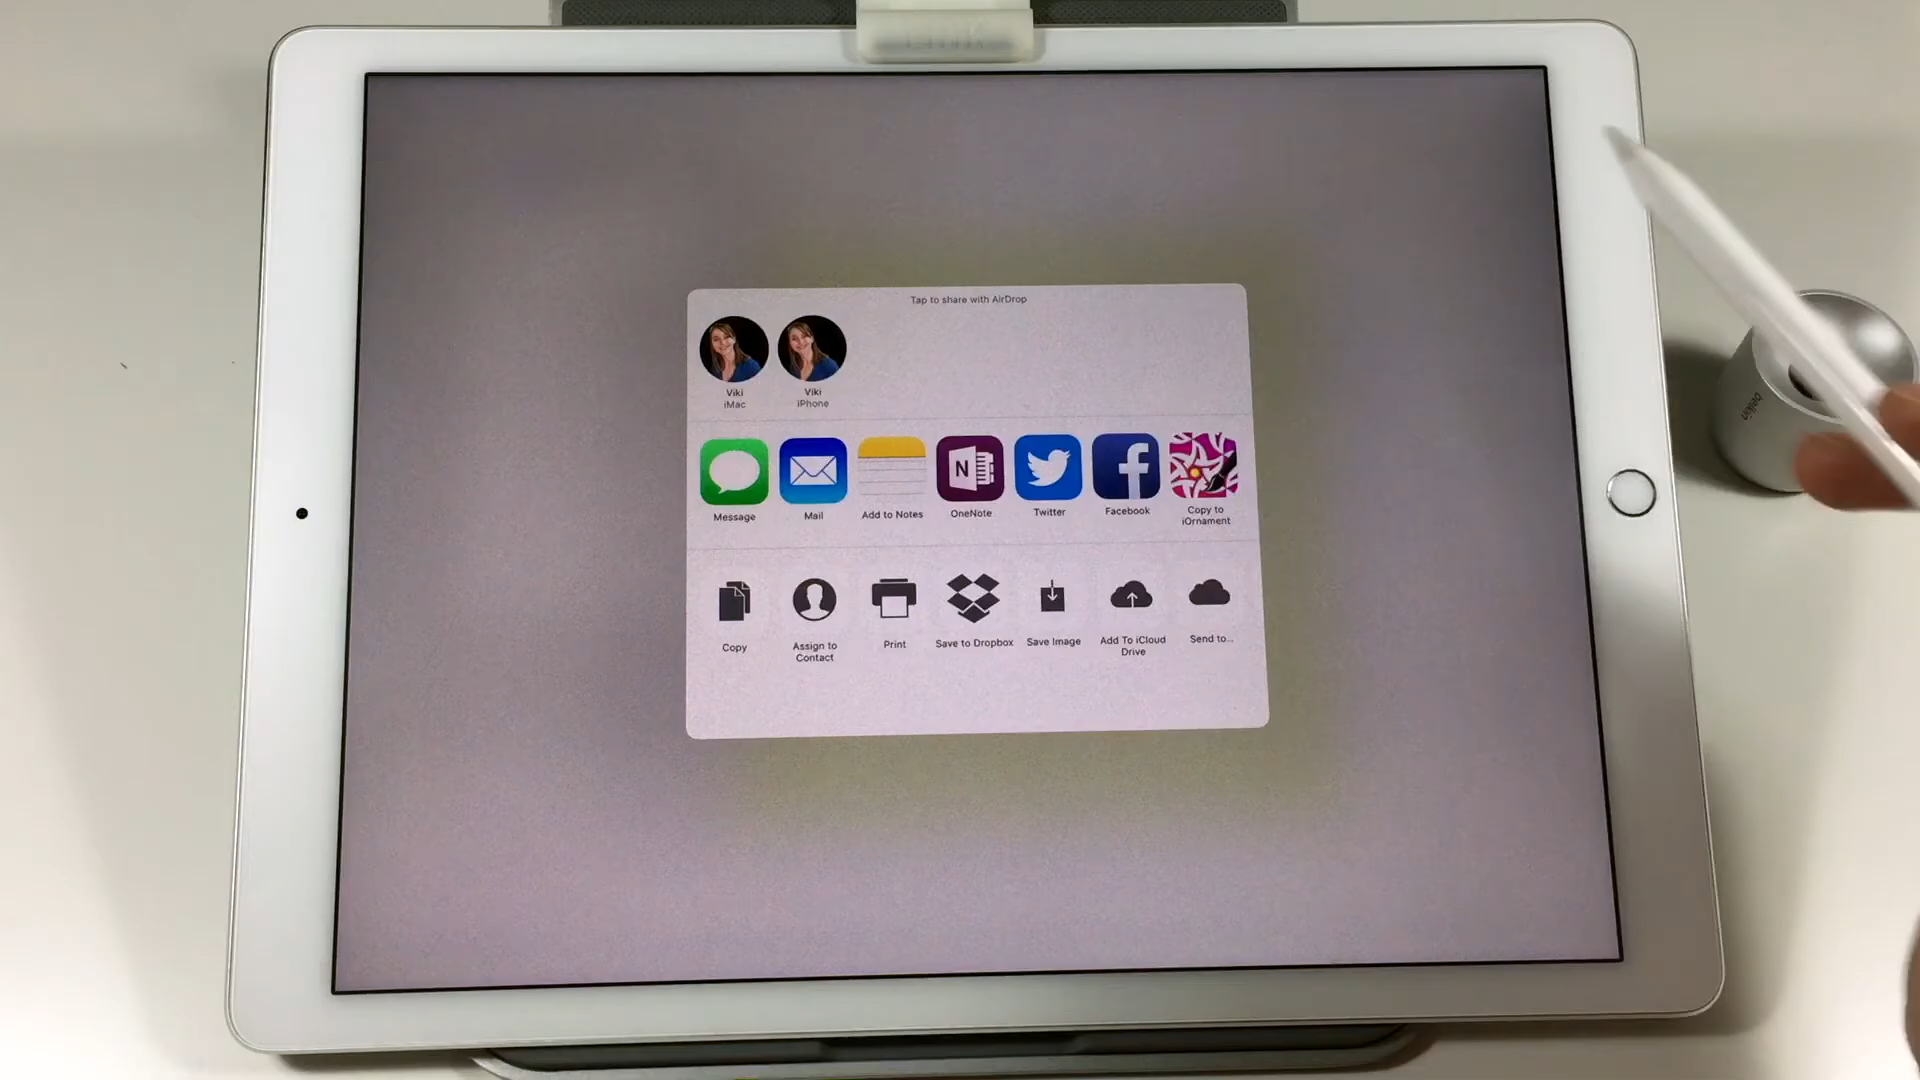 Tap to share with AirDrop
Viki
iMac
Viki
iPhone
N
Message
Mail
Add to Notes
OneNote
Twitter
Facebook
Copy to
iOrnament
Copy
Assign to
Contact
Print
Save to Dropbox
Save Image
Add To iCloud
Drive
Send to...
belkin